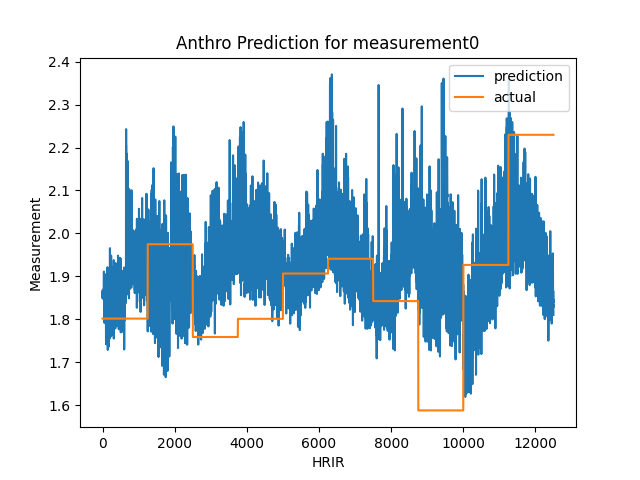 Anthro Prediction for measurement0
prediction
actual
2.4
2.3
2.2
2.1
2.0
1.9
1.8
1.7
1.6
Measurement
0 2000 4000 6000 8000 10000 12000
HRIR